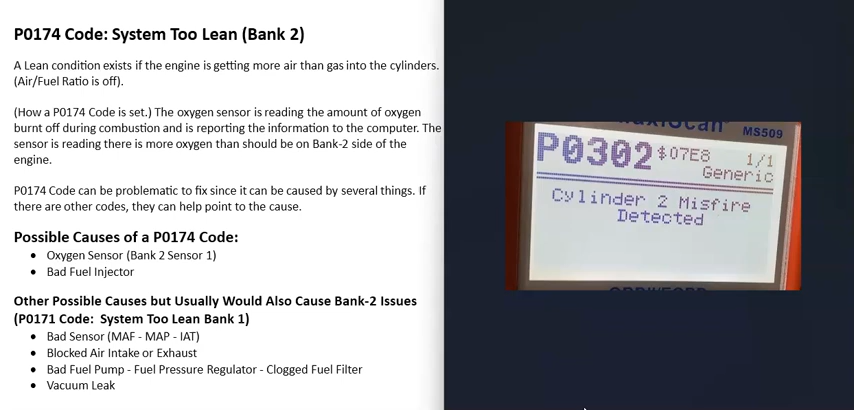 P0174 Code: System Too Lean (Bank 2)
A Lean condition exists if the engine is getting more air than gas into the cylinders.
(Air/Fuel Ratio is off).
(How a P0174 Code is set.) The oxygen sensor is reading the amount of oxygen
burnt off during combustion and is reporting the information to the computer. The
sensor is reading there is more oxygen than should be on Bank-2 side of the
engine.
P0174 Code can be problematic to fix since it can be caused by several things. If
there are other codes, they can help point to the cause.
Possible Causes of a P0174 Code:
• Oxygen Sensor (Bank 2 Sensor 1)
• Bad Fuel Injector
Other Possible Causes but Usually Would Also Cause Bank-2 Issues
(P0171 Code: System Too Lean Bank 1)
• Bad Sensor (MAF - MAP - IAT)
• Blocked Air Intake or Exhaust
• Bad Fuel Pump - Fuel Pressure Regulator - Clogged Fuel Filter
• Vacuum Leak
MS509
P0302 $07E8 1/1
Generic
Cylinder 2 Misfire
Detected